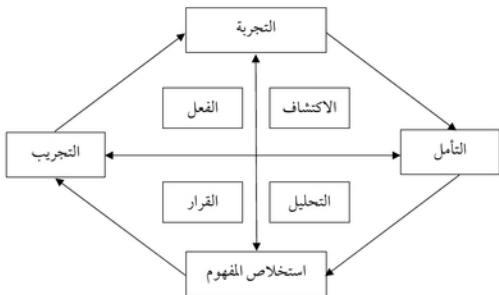 التجربة
الاكتشاف
الفعل
التأمل
التجريب
التحليل
القرار
استخلاص المفهوم